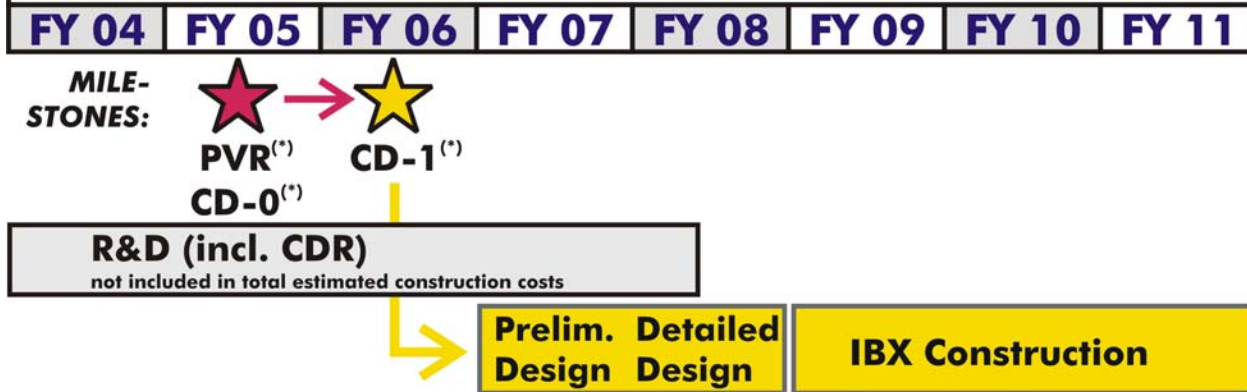 FY 04 FY 05 FY 06 FY 07 FY 08 FY 09 FY 10 FY 11
MILE-
STONES:
PVR(*) CD-1(*)
CD-0(*)
R&D (incl. CDR)
not included in total estimated construction costs
Prelim. Detailed
Design Design
IBX Construction